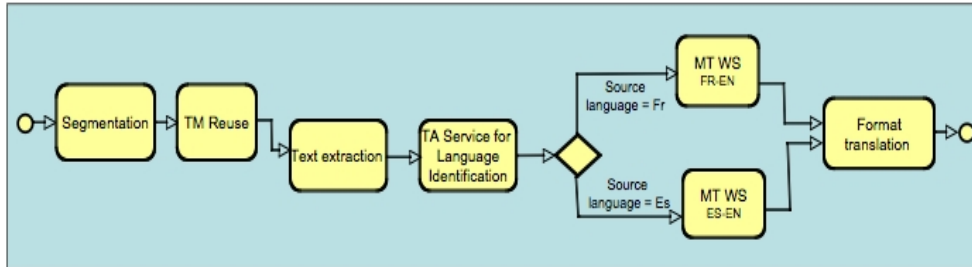 Segmentation
TM Reuse
Text extraction
TA Service for
Language
Identification
Source
language = Fr
MT WS
FR-EN
Source
language = Es
MT WS
ES-EN
Format
translation